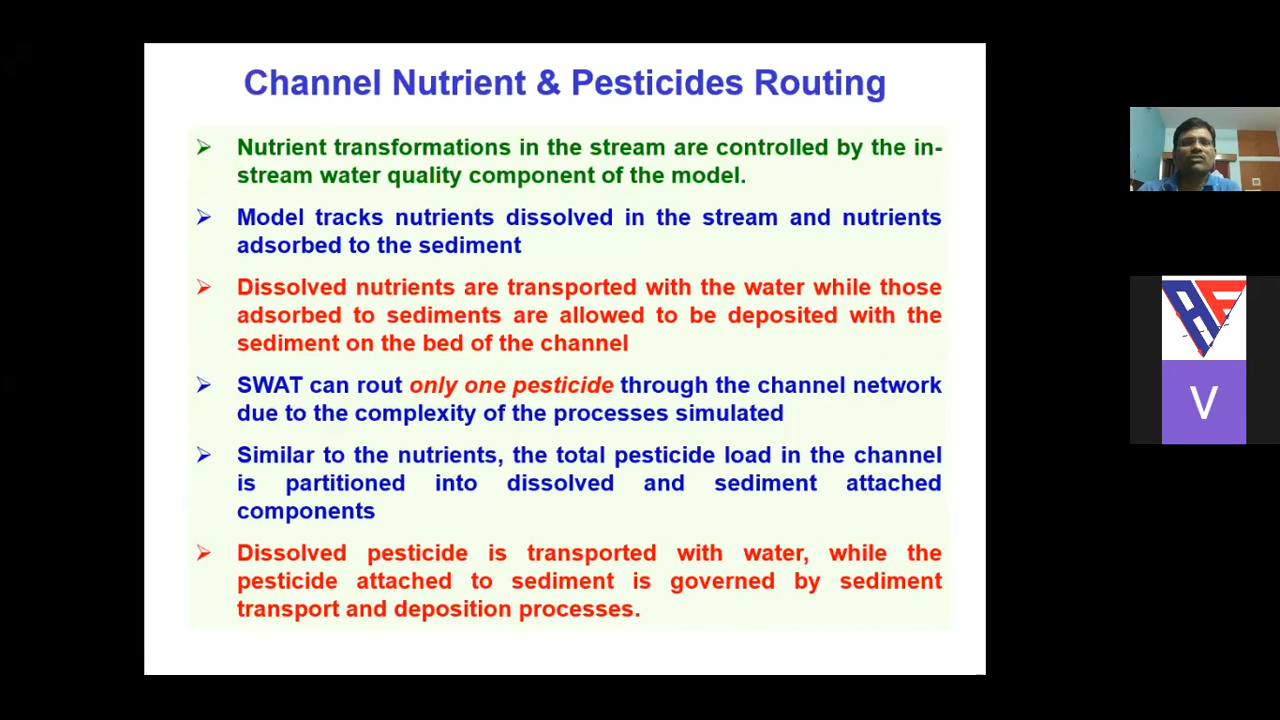 Channel Nutrient & Pesticides Routing
Nutrient transformations in the stream are controlled by the in-
stream water quality component of the model.
Model tracks nutrients dissolved in the stream and nutrients
adsorbed to the sediment
Dissolved nutrients are transported with the water while those
adsorbed to sediments are allowed to be deposited with the
sediment on the bed of the channel
SWAT can rout only one pesticide through the channel network
due to the complexity of the processes simulated
Similar to the nutrients, the total pesticide load in the channel
is partitioned into dissolved and sediment attached
components
Dissolved pesticide is transported with water, while the
pesticide attached to sediment is governed by sediment
transport and deposition processes.
AF
V